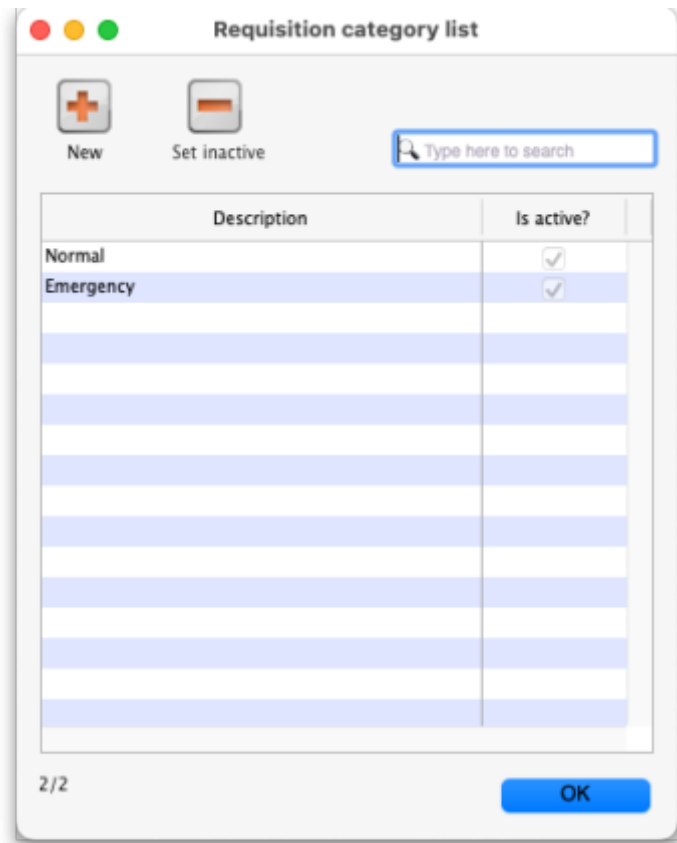 Requisition category list
New Set inactive
Type here to search
Description Is active?
Normal
Emergency
2/2
OK